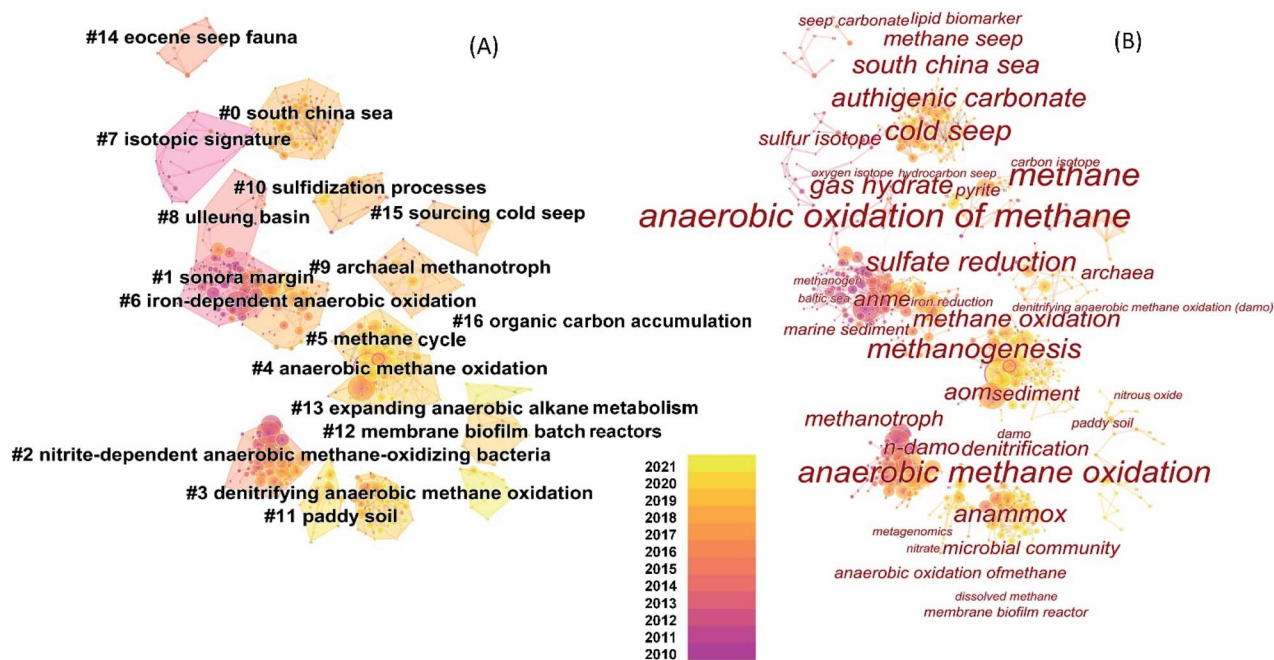 (A)
#14 eocene seep fauna
#0 south china sea
#7 isotopic signature
#10 sulfidization processes
#8 ulleung basin
#15 sourcing cold seep
#9 archaeal methanotroph
#1 sonora margin
#6 iron-dependent anaerobic oxidation
#16 organic carbon accumulation
#5 methane cycle
#4 anaerobic methane oxidation
#13 expanding anaerobic alkane metabolism
#12 membrane biofilm batch reactors
#2 nitrite-dependent anaerobic methane-oxidizing bacteria
#3 denitrifying anaerobic methane oxidation
#11 paddy soil
2021
2020
2019
2018
2017
2016
2015
2014
2013
2012
2011
2010
(B)
seep carbonate lipid biomarker
methane seep
south china sea
authigenic carbonate
sulfur isotope cold seep
carbon isotope
oxygen isotope hydrocarbon seep
gas hydrate pyrite methane
anaerobic oxidation of methane
sulfate reduction
methanogen archaea
baltic sea anme iron reduction denitrifying anaerobic methane oxidation (damo)
marine sediment methane oxidation
methanogenesis
aom sediment nitrous oxide
methanotroph paddy soil
damo
n-damo denitrification
anaerobic methane oxidation
anammox
metagenomics
nitrate microbial community
anaerobic oxidation ofmethane
dissolved methane
membrane biofilm reactor